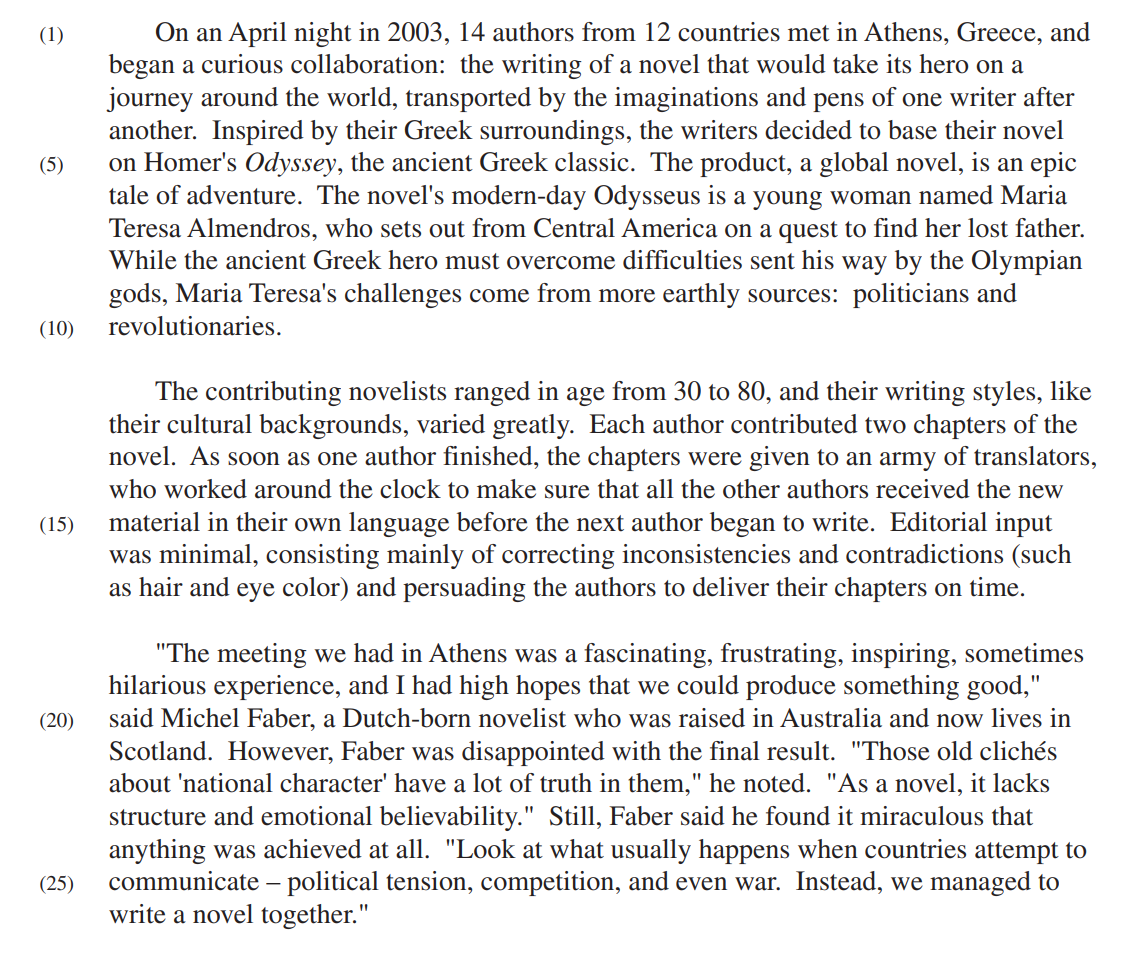 (1) On an April night in 2003, 14 authors from 12 countries met in Athens, Greece, and
began a curious collaboration: the writing of a novel that would take its hero on a
journey around the world, transported by the imaginations and pens of one writer after
another. Inspired by their Greek surroundings, the writers decided to base their novel
(5) on Homer's Odyssey, the ancient Greek classic. The product, a global novel, is an epic
tale of adventure. The novel's modern-day Odysseus is a young woman named Maria
Teresa Almendros, who sets out from Central America on a quest to find her lost father.
While the ancient Greek hero must overcome difficulties sent his way by the Olympian
gods, Maria Teresa's challenges come from more earthly sources: politicians and
(10) revolutionaries.
The contributing novelists ranged in age from 30 to 80, and their writing styles, like
their cultural backgrounds, varied greatly. Each author contributed two chapters of the
novel. As soon as one author finished, the chapters were given to an army of translators,
who worked around the clock to make sure that all the other authors received the new
(15) material in their own language before the next author began to write. Editorial input
was minimal, consisting mainly of correcting inconsistencies and contradictions (such
as hair and eye color) and persuading the authors to deliver their chapters on time.
"The meeting we had in Athens was a fascinating, frustrating, inspiring, sometimes
hilarious experience, and I had high hopes that we could produce something good,"
(20) said Michel Faber, a Dutch-born novelist who was raised in Australia and now lives in
Scotland. However, Faber was disappointed with the final result. "Those old clichés
about 'national character' have a lot of truth in them," he noted. "As a novel, it lacks
structure and emotional believability." Still, Faber said he found it miraculous that
anything was achieved at all. "Look at what usually happens when countries attempt to
(25) communicate – political tension, competition, and even war. Instead, we managed to
write a novel together."